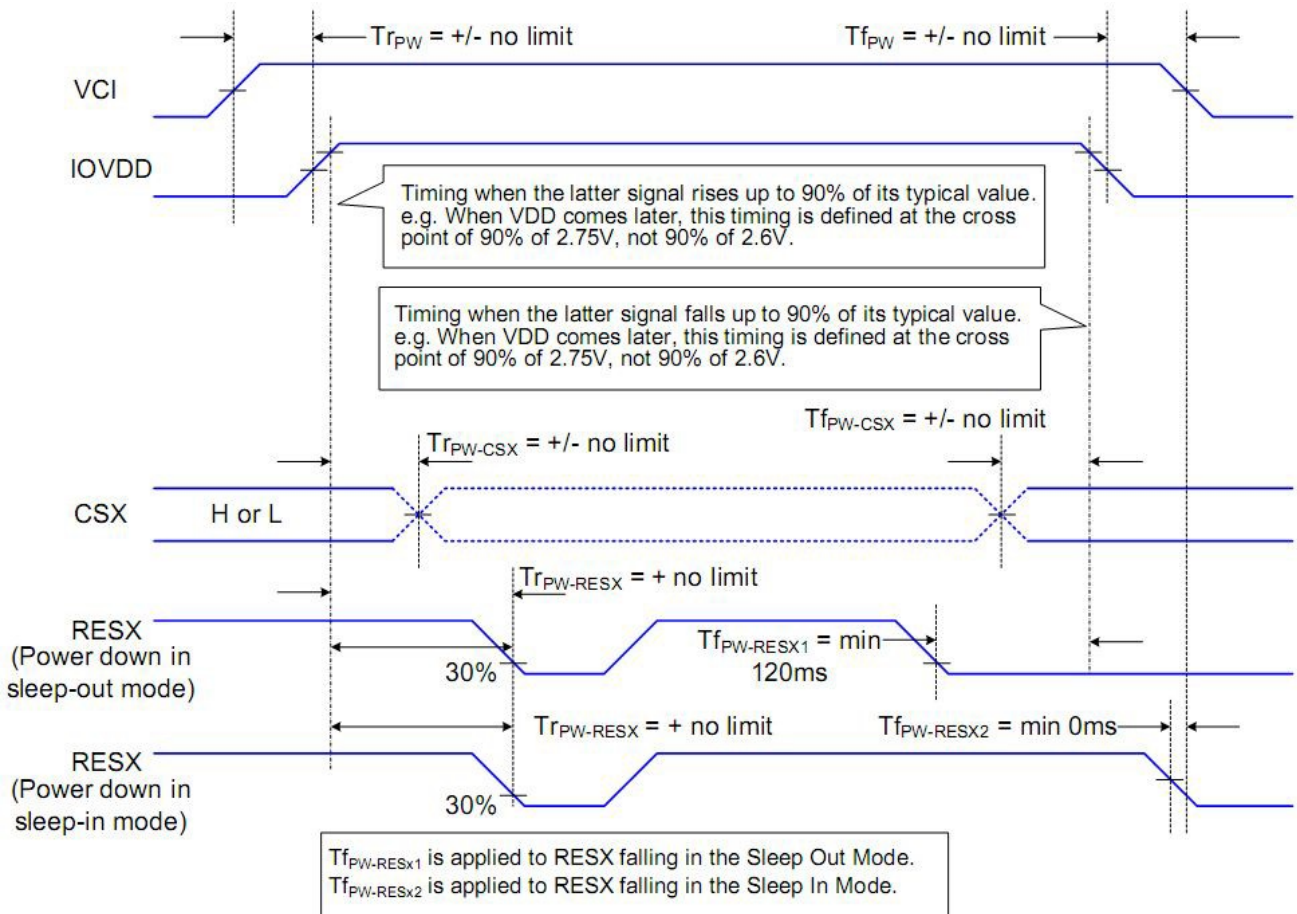 TrPW = +/- no limit
TfPW = +/- no limit
VCI
IOVDD
Timing when the latter signal rises up to 90% of its typical value.
e.g. When VDD comes later, this timing is defined at the cross
point of 90% of 2.75V, not 90% of 2.6V.
Timing when the latter signal falls up to 90% of its typical value.
e.g. When VDD comes later, this timing is defined at the cross
point of 90% of 2.75V, not 90% of 2.6V.
TfPW-CSX = +/- no limit
TrPW-CSX = +/- no limit
CSX
H or L
TrPW-RESX = + no limit
RESX
(Power down in
sleep-out mode)
30%
TfPW-RESX1 = min
120ms
TrPW-RESX = + no limit
TfPW-RESX2 = min 0ms
RESX
(Power down in
sleep-in mode)
30%
TfPW-RESx1 is applied to RESX falling in the Sleep Out Mode.
TfPW-RESx2 is applied to RESX falling in the Sleep In Mode.